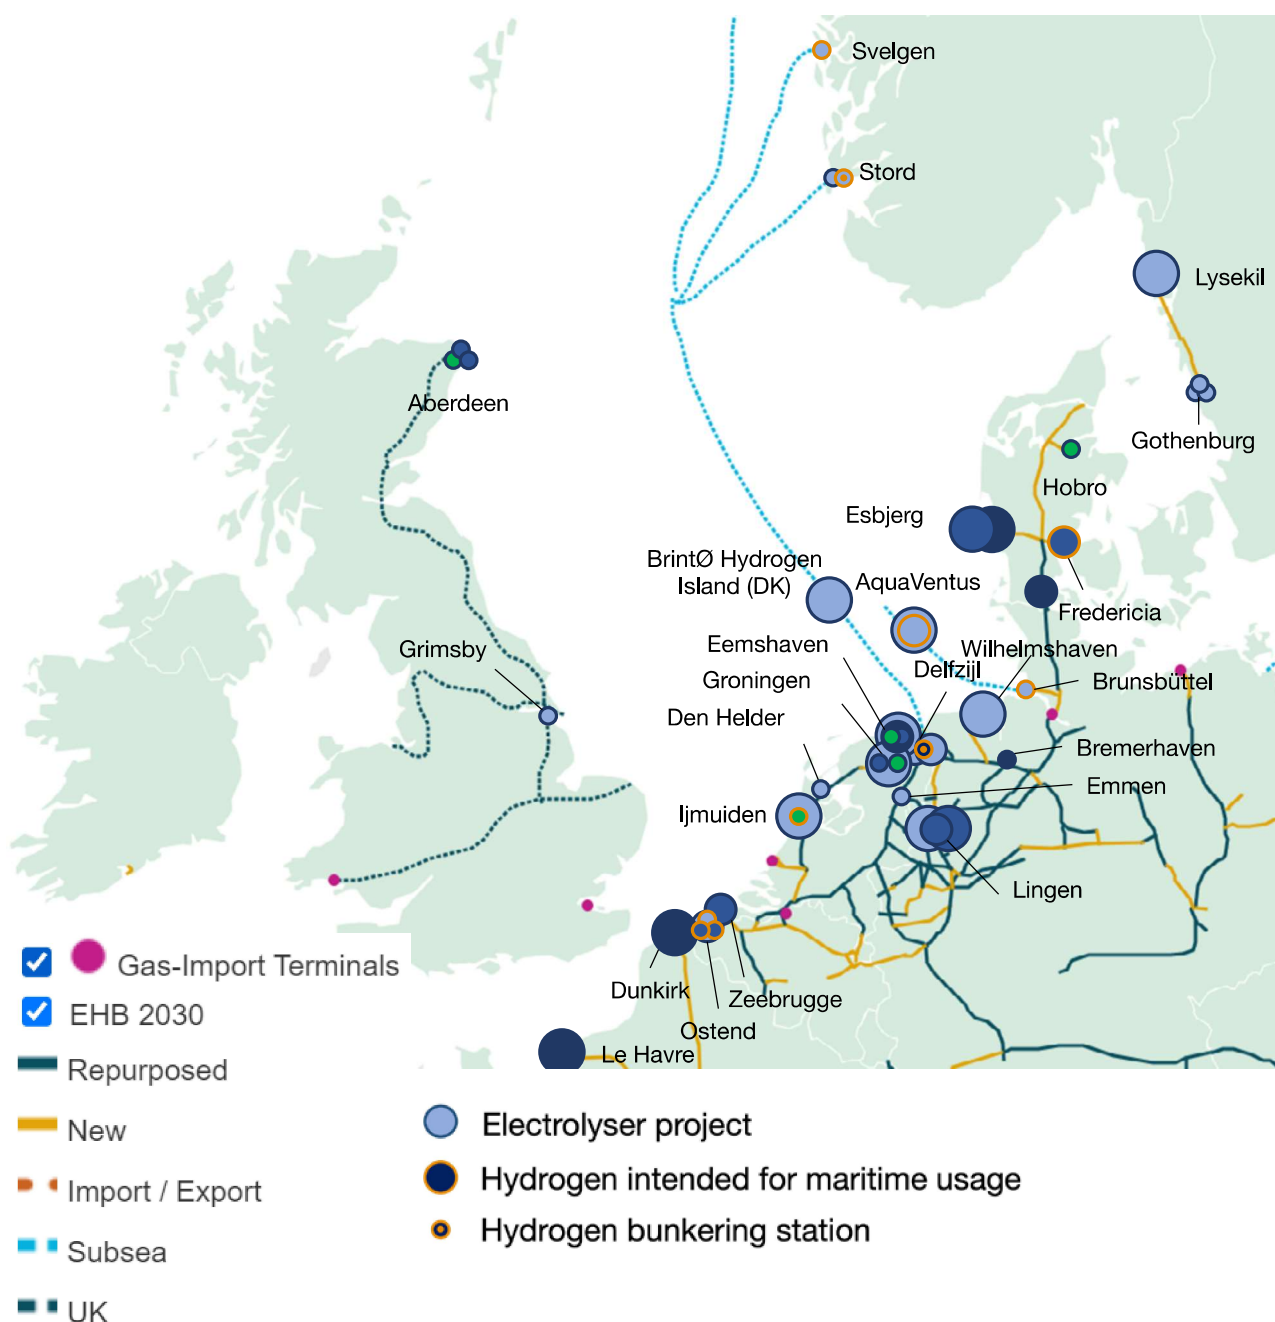 Svelgen
Stord
Lysekil
Aberdeen
Gothenburg
Hobro
Esbjerg
BrintØ Hydrogen
Island (DK)
AquaVentus
Fredericia
Eemshaven
Wilhelmshaven
Grimsby
Delfzijl
Groningen
Brunsbüttel
Den Helder
Bremerhaven
Emmen
Ijmuiden
Lingen
Dunkirk
Zeebrugge
Ostend
Le Havre
Gas-Import Terminals
EHB 2030
Repurposed
New
Import / Export
Subsea
UK
Electrolyser project
Hydrogen intended for maritime usage
Hydrogen bunkering station